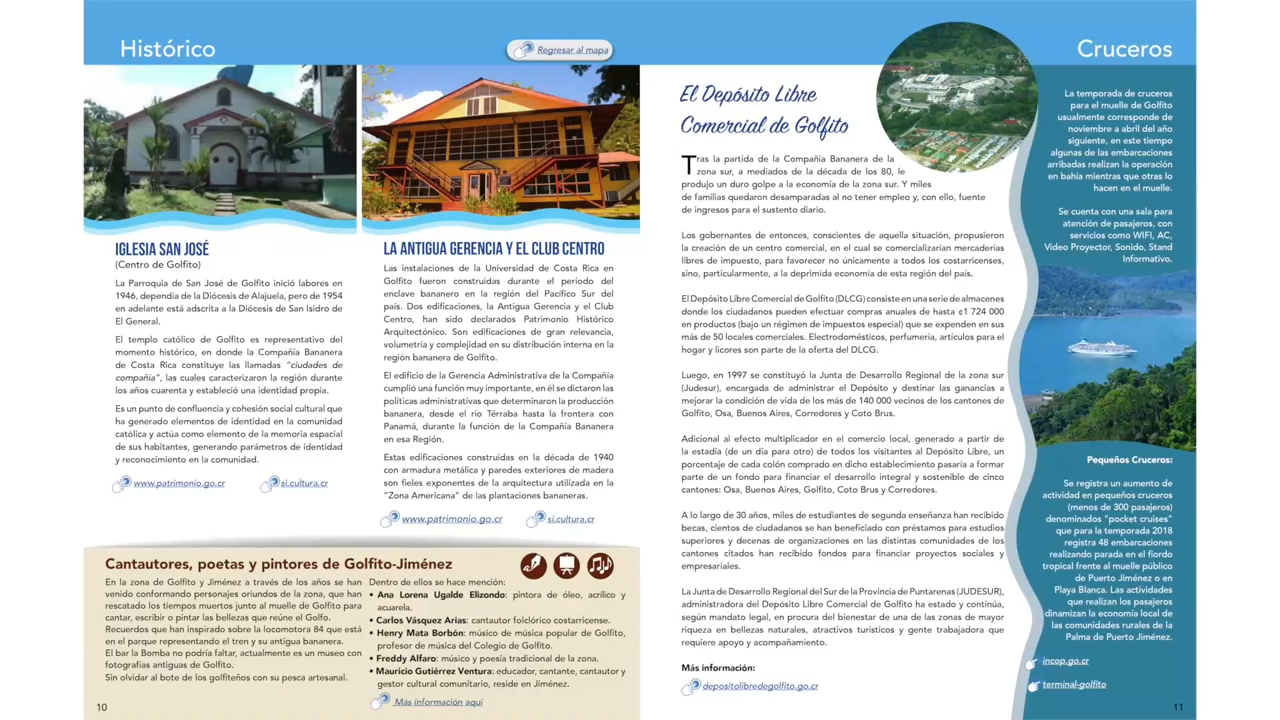 Histórico
Regresar al mapa
IGLESIA SAN JOSÉ
(Centro de Golfito)
La Parroquia de San José de Golfito inició labores en
1946, dependía de la Diócesis de Alajuela, pero de 1954
en adelante está adscrita a la Diócesis de San Isidro de
El General.
El templo católico de Golfito es representativo del
momento histórico, en donde la Compañía Bananera
de Costa Rica constituye las llamadas "ciudades de
compañía", las cuales caracterizaron la región durante
los años cuarenta y estableció una identidad propia.
Es un punto de confluencia y cohesión social cultural que
ha generado elementos de identidad en la comunidad
católica y actúa como elemento de la memoria espacial
de sus habitantes, generando parámetros de identidad
y reconocimiento en la comunidad.
www.patrimonio.go.cr
si.cultura.cr
LA ANTIGUA GERENCIA Y EL CLUB CENTRO
Las instalaciones de la Universidad de Costa Rica en
Golfito fueron construidas durante el periodo del
enclave bananero en la región del Pacífico Sur del
país. Dos edificaciones, la Antigua Gerencia y el Club
Centro, han sido declarados Patrimonio Histórico
Arquitectónico. Son edificaciones de gran relevancia,
volumetría y complejidad en su distribución interna en la
región bananera de Golfito.
El edificio de la Gerencia Administrativa de la Compañía
cumplió una función muy importante, en él se dictaron las
políticas administrativas que determinaron la producción
bananera, desde el río Térraba hasta la frontera con
Panamá, durante la función de la Compañía Bananera
en esa Región.
Estas edificaciones construidas en la década de 1940
con armadura metálica y paredes exteriores de madera
son fieles exponentes de la arquitectura utilizada en la
"Zona Americana" de las plantaciones bananeras.
www.patrimonio.go.cr
si.cultura.cr
Cantautores, poetas y pintores de Golfito-Jiménez
En la zona de Golfito y Jiménez a través de los años se han
venido conformando personajes oriundos de la zona, que han
rescatado los tiempos muertos junto al muelle de Golfito para
cantar, escribir o pintar las bellezas que reúne el Golfo.
Recuerdos que han inspirado sobre la locomotora 84 que está
en el parque representando el tren y su antigua bananera.
El bar la Bomba no podría faltar, actualmente es un museo con
fotografías antiguas de Golfito.
Sin olvidar al bote de los golfiteños con su pesca artesanal.
Dentro de ellos se hace mención:
• Ana Lorena Ugalde Elizondo: pintora de óleo, acrílico y
acuarela.
• Carlos Vásquez Arias: cantautor folclórico costarricense.
• Henry Mata Borbón: músico de música popular de Golfito,
profesor de música del Colegio de Golfito.
• Freddy Alfaro: músico y poesía tradicional de la zona.
• Mauricio Gutiérrez Ventura: educador, cantante, cantautor y
gestor cultural comunitario, reside en Jiménez.
Más información aquí
10
El Depósito Libre
Comercial de Golfito
Tras la partida de la Compañía Bananera de la
zona sur, a mediados de la década de los 80, le
produjo un duro golpe a la economía de la zona sur. Y miles
de familias quedaron desamparadas al no tener empleo y, con ello, fuente
de ingresos para el sustento diario.
Los gobernantes de entonces, conscientes de aquella situación, propusieron
la creación de un centro comercial, en el cual se comercializarían mercaderías
libres de impuesto, para favorecer no únicamente a todos los costarricenses,
sino, particularmente, a la deprimida economía de esta región del país.
El Depósito Libre Comercial de Golfito (DLCG) consiste en una serie de almacenes
donde los ciudadanos pueden efectuar compras anuales de hasta ¢1 724 000
en productos (bajo un régimen de impuestos especial) que se expenden en sus
más de 50 locales comerciales. Electrodomésticos, perfumería, artículos para el
hogar y licores son parte de la oferta del DLCG.
Luego, en 1997 se constituyó la Junta de Desarrollo Regional de la zona sur
(Judesur), encargada de administrar el Depósito y destinar las ganancias a
mejorar la condición de vida de los más de 140 000 vecinos de los cantones de
Golfito, Osa, Buenos Aires, Corredores y Coto Brus.
Adicional al efecto multiplicador en el comercio local, generado a partir de
la estadía (de un día para otro) de todos los visitantes al Depósito Libre, un
porcentaje de cada colón comprado en dicho establecimiento pasaría a formar
parte de un fondo para financiar el desarrollo integral y sostenible de cinco
cantones: Osa, Buenos Aires, Golfito, Coto Brus y Corredores.
A lo largo de 30 años, miles de estudiantes de segunda enseñanza han recibido
becas, cientos de ciudadanos se han beneficiado con préstamos para estudios
superiores y decenas de organizaciones en las distintas comunidades de los
cantones citados han recibido fondos para financiar proyectos sociales y
empresariales.
La Junta de Desarrollo Regional del Sur de la Provincia de Puntarenas (JUDESUR),
administradora del Depósito Libre Comercial de Golfito ha estado y continúa,
según mandato legal, en procura del bienestar de una de las zonas de mayor
riqueza en bellezas naturales, atractivos turísticos y gente trabajadora que
requiere apoyo y acompañamiento.
Más información:
depositolibredegolfito.go.cr
Cruceros
La temporada de cruceros
para el muelle de Golfito
usualmente corresponde de
noviembre a abril del año
siguiente, en este tiempo
algunas de las embarcaciones
arribadas realizan la operación
en bahía mientras que otras lo
hacen en el muelle.
Se cuenta con una sala para
atención de pasajeros, con
servicios como WIFI, AC,
Video Proyector, Sonido, Stand
Informativo.
Pequeños Cruceros:
Se registra un aumento de
actividad en pequeños cruceros
(menos de 300 pasajeros)
denominados "pocket cruises"
que para la temporada 2018
registra 48 embarcaciones
realizando parada en el fiordo
tropical frente al muelle público
de Puerto Jiménez o en
Playa Blanca. Las actividades
que realizan los pasajeros
dinamizan la economía local de
las comunidades rurales de la
Palma de Puerto Jiménez.
incop.go.cr
terminal-golfito
11